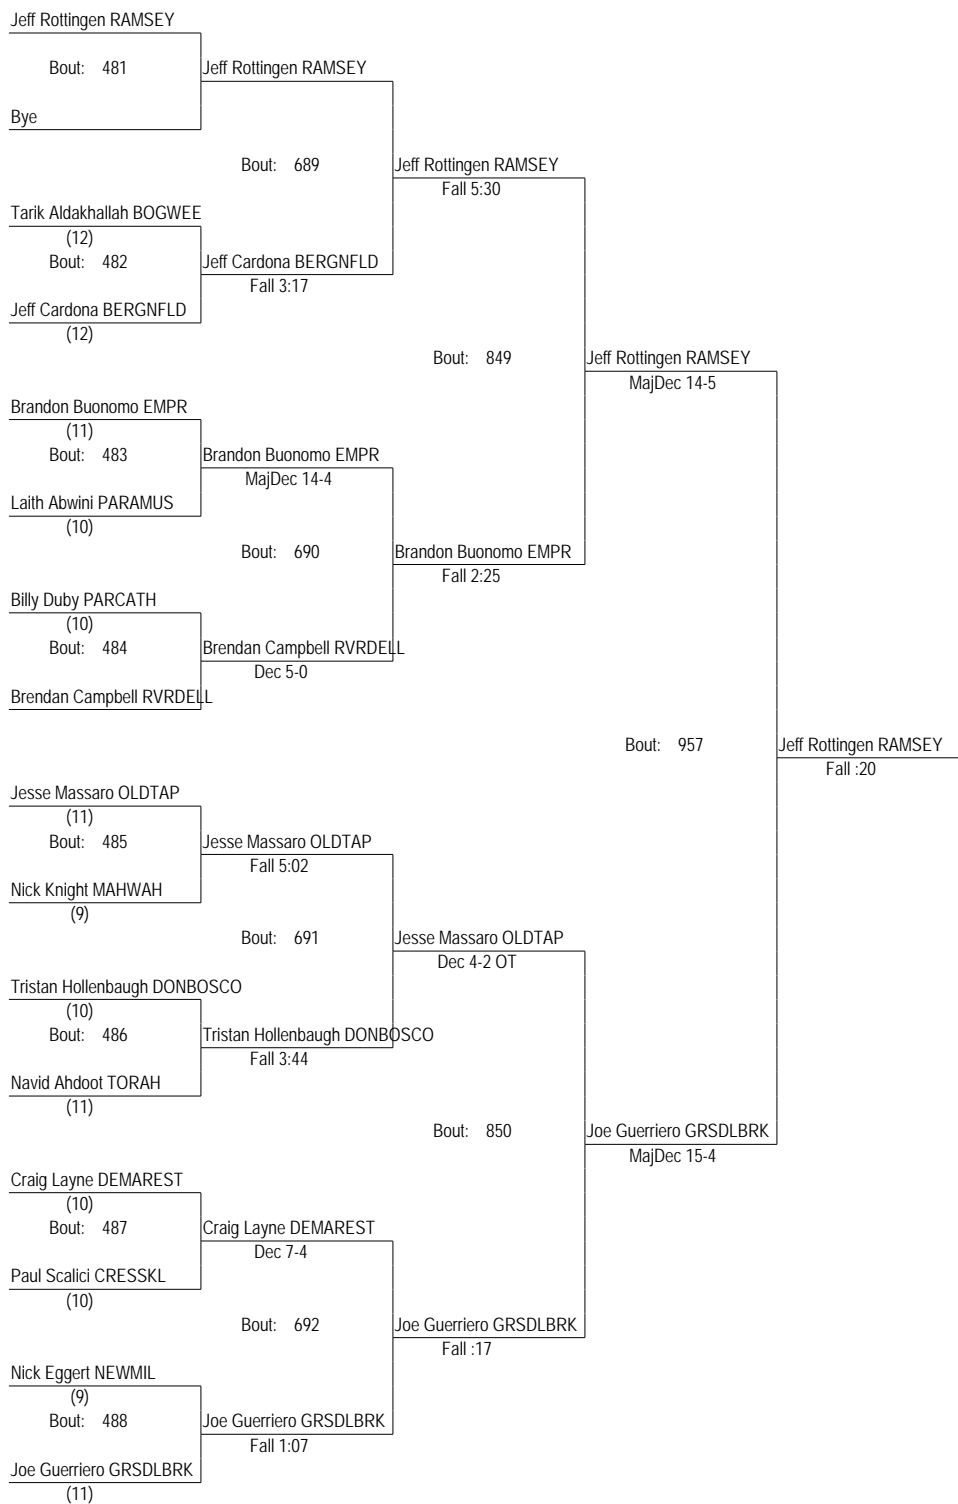 Jeff Rottingen RAMSEY
Bout: 481
Jeff Rottingen RAMSEY
Bye
Bout: 689
Jeff Rottingen RAMSEY
Fall 5:30
Tarik Aldakhallah BOGWEE
(12)
Bout: 482
Jeff Cardona BERGNFLD
Fall 3:17
Jeff Cardona BERGNFLD
(12)
Bout: 849
Jeff Rottingen RAMSEY
MajDec 14-5
Brandon Buonomo EMPR
(11)
Bout: 483
Brandon Buonomo EMPR
MajDec 14-4
Laith Abwini PARAMUS
(10)
Bout: 690
Brandon Buonomo EMPR
Fall 2:25
Billy Duby PARCATH
(10)
Bout: 484
Brendan Campbell RVRDELL
Dec 5-0
Brendan Campbell RVRDELL
Bout: 957
Jeff Rottingen RAMSEY
Fall :20
Jesse Massaro OLDTAP
(11)
Bout: 485
Jesse Massaro OLDTAP
Fall 5:02
Nick Knight MAHWAH
(9)
Bout: 691
Jesse Massaro OLDTAP
Dec 4-2 OT
Tristan Hollenbaugh DONBOSCO
(10)
Bout: 486
Tristan Hollenbaugh DONBOSCO
Fall 3:44
Navid Ahdoot TORAH
(11)
Bout: 850
Joe Guerriero GRSDLBRK
MajDec 15-4
Craig Layne DEMAREST
(10)
Bout: 487
Craig Layne DEMAREST
Dec 7-4
Paul Scalici CRESSKL
(10)
Bout: 692
Joe Guerriero GRSDLBRK
Fall :17
Nick Eggert NEWMIL
(9)
Bout: 488
Joe Guerriero GRSDLBRK
Fall 1:07
Joe Guerriero GRSDLBRK
(11)